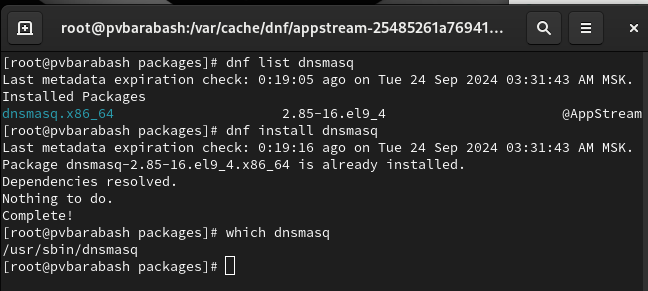 root@pvbarabash:/var/cache/dnf/appstream-25485261a76941...
[root@pvbarabash packages]# dnf list dnsmasq
Last metadata expiration check: 0:19:05 ago on Tue 24 Sep 2024 03:31:43 AM MSK.
Installed Packages
dnsmasq.x86_64 2.85-16.el9_4 @AppStream
[root@pvbarabash packages]# dnf install dnsmasq
Last metadata expiration check: 0:19:16 ago on Tue 24 Sep 2024 03:31:43 AM MSK.
Package dnsmasq-2.85-16.el9_4.x86_64 is already installed.
Dependencies resolved.
Nothing to do.
Complete!
[root@pvbarabash packages]# which dnsmasq
/usr/sbin/dnsmasq
[root@pvbarabash packages]#